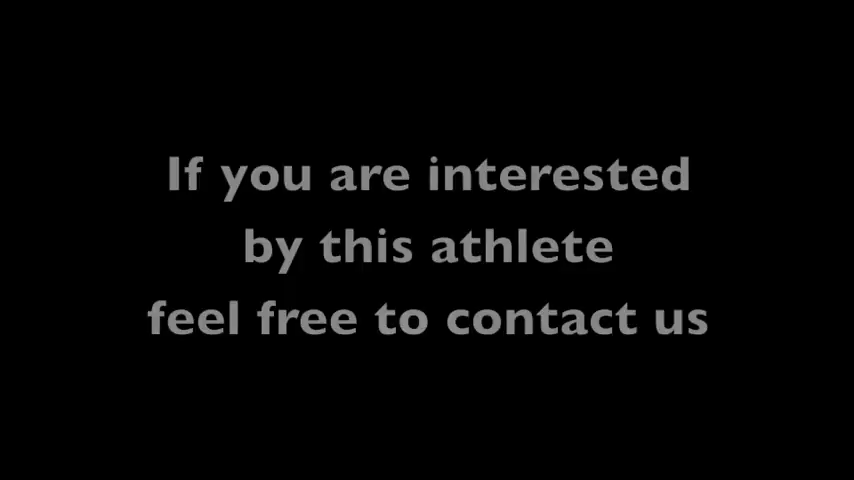 If you are interested
by this athlete
feel free to contact us